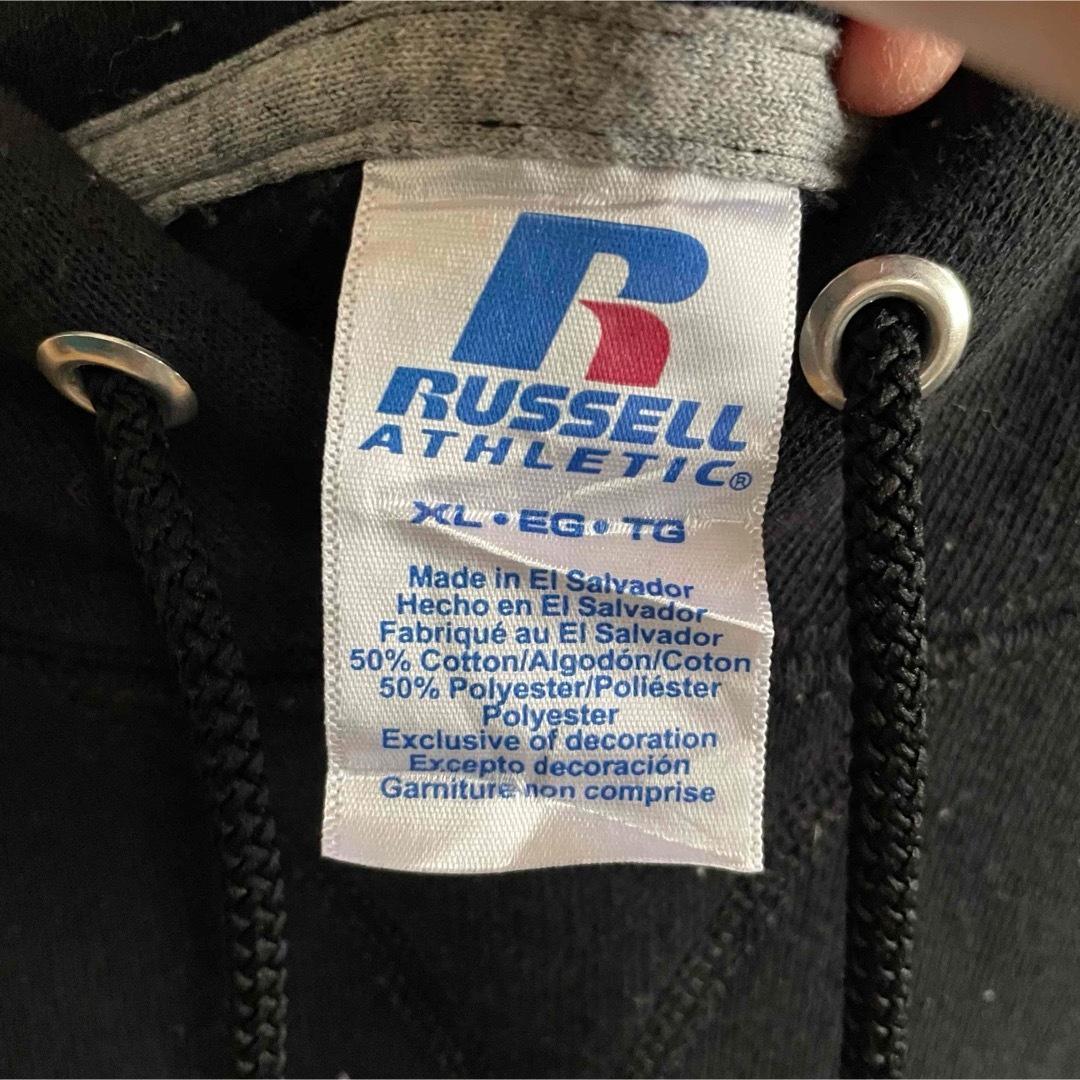 R
RUSSELL
ATHLETIC®
XL • EG • TG
Made in El Salvador
Hecho en El Salvador
Fabriqué au El Salvador
50% Cotton/Algodón/Coton
50% Polyester/Poliéster
Polyester
Exclusive of decoration
Excepto decoración
Garniture non comprise